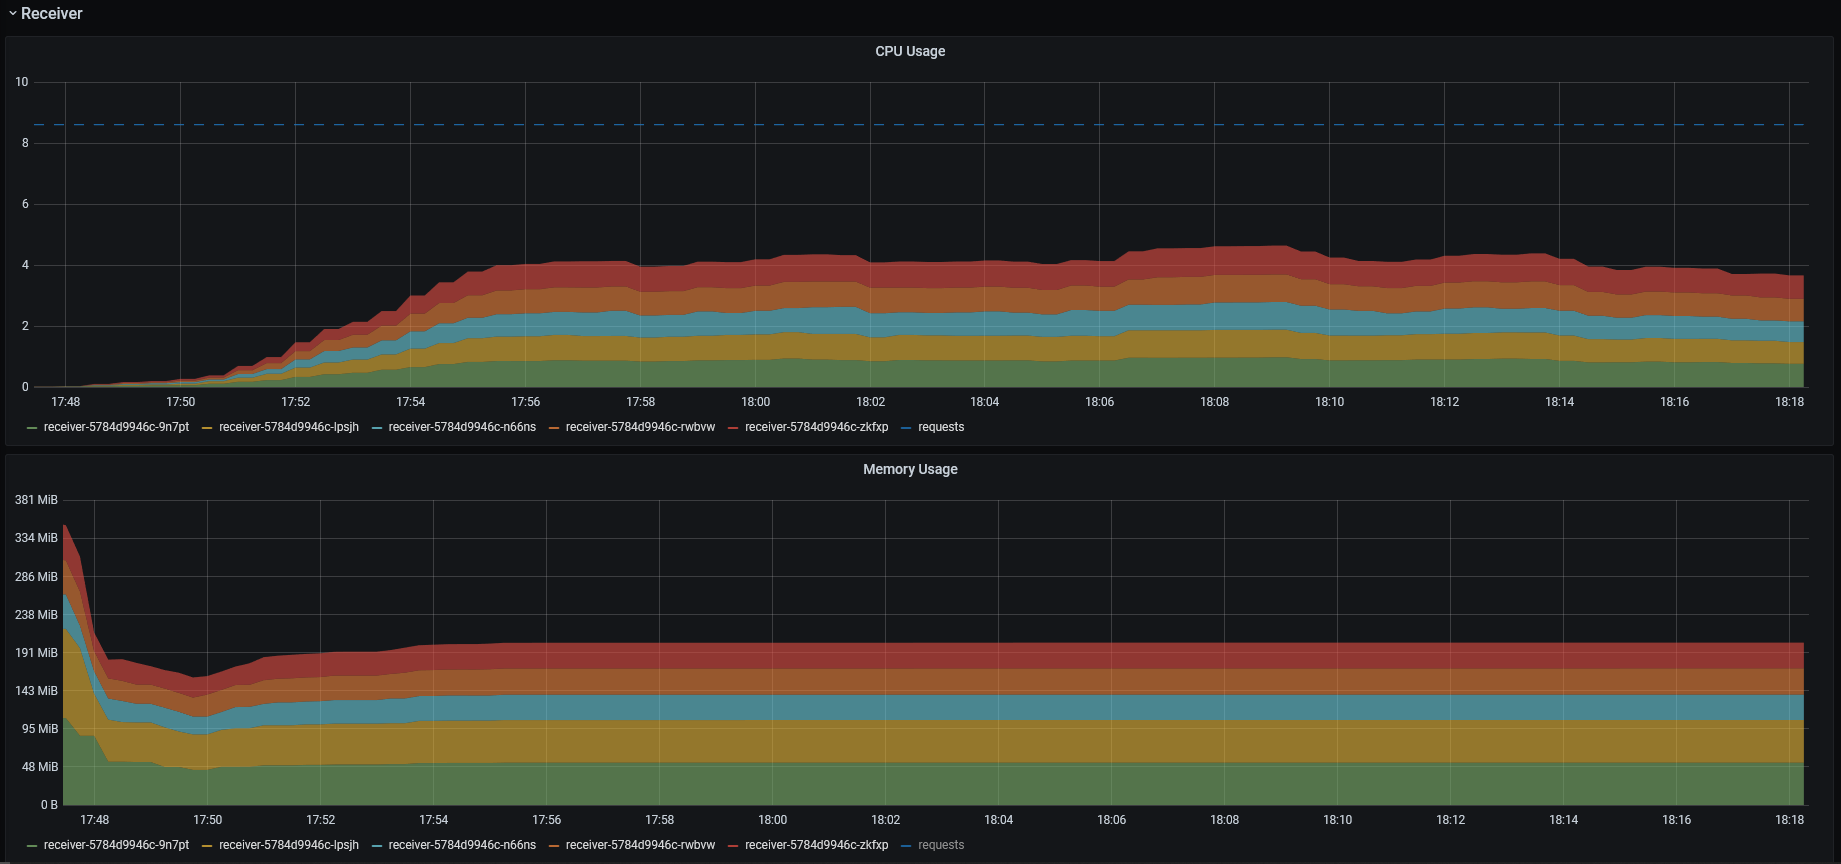 Receiver
CPU Usage
10
8
6
4
2
0
17:48 17:50 17:52 17:54 17:56 17:58 18:00 18:02 18:04 18:06 18:08 18:10 18:12 18:14 18:16 18:18
receiver-5784d9946c-9n7pt receiver-5784d9946c-lpsjh receiver-5784d9946c-n66ns receiver-5784d9946c-rwbvw receiver-5784d9946c-zkfxp requests
Memory Usage
381 MiB
334 MiB
286 MiB
238 MiB
191 MiB
143 MiB
95 MiB
48 MiB
0 B
17:48 17:50 17:52 17:54 17:56 17:58 18:00 18:02 18:04 18:06 18:08 18:10 18:12 18:14 18:16 18:18
receiver-5784d9946c-9n7pt receiver-5784d9946c-lpsjh receiver-5784d9946c-n66ns receiver-5784d9946c-rwbvw receiver-5784d9946c-zkfxp requests